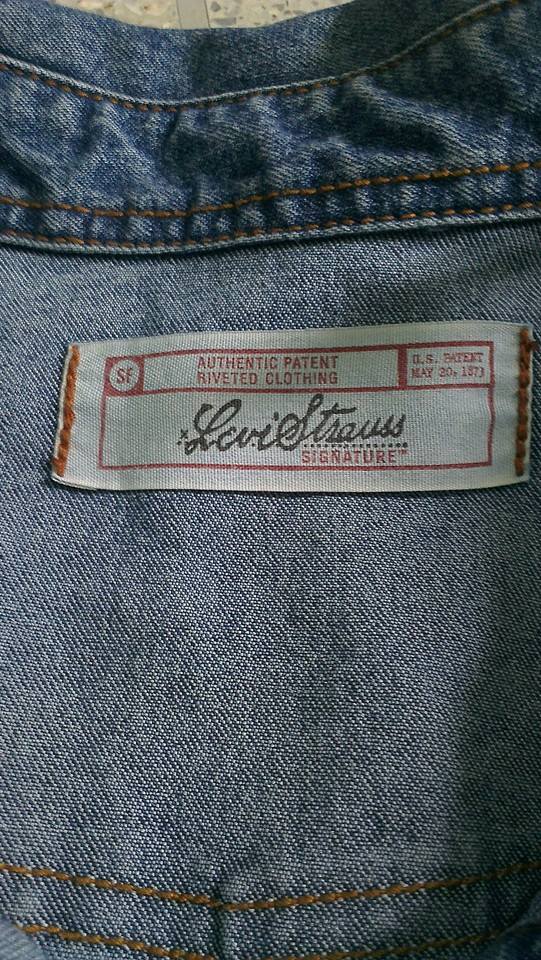 SF
AUTHENTIC PATENT
RIVETED CLOTHING
U.S. PATENT
MAY 20, 1873
x Levi Strauss
SIGNATURE™